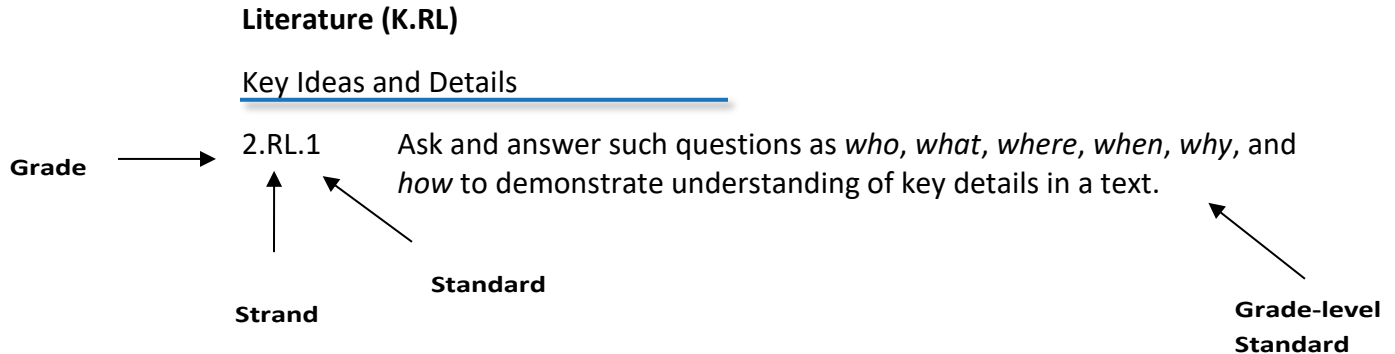 Literature (K.RL)
Key Ideas and Details
2.RL.1 Ask and answer such questions as who, what, where, when, why, and
how to demonstrate understanding of key details in a text.
Grade
Standard
Strand
Grade-level
Standard